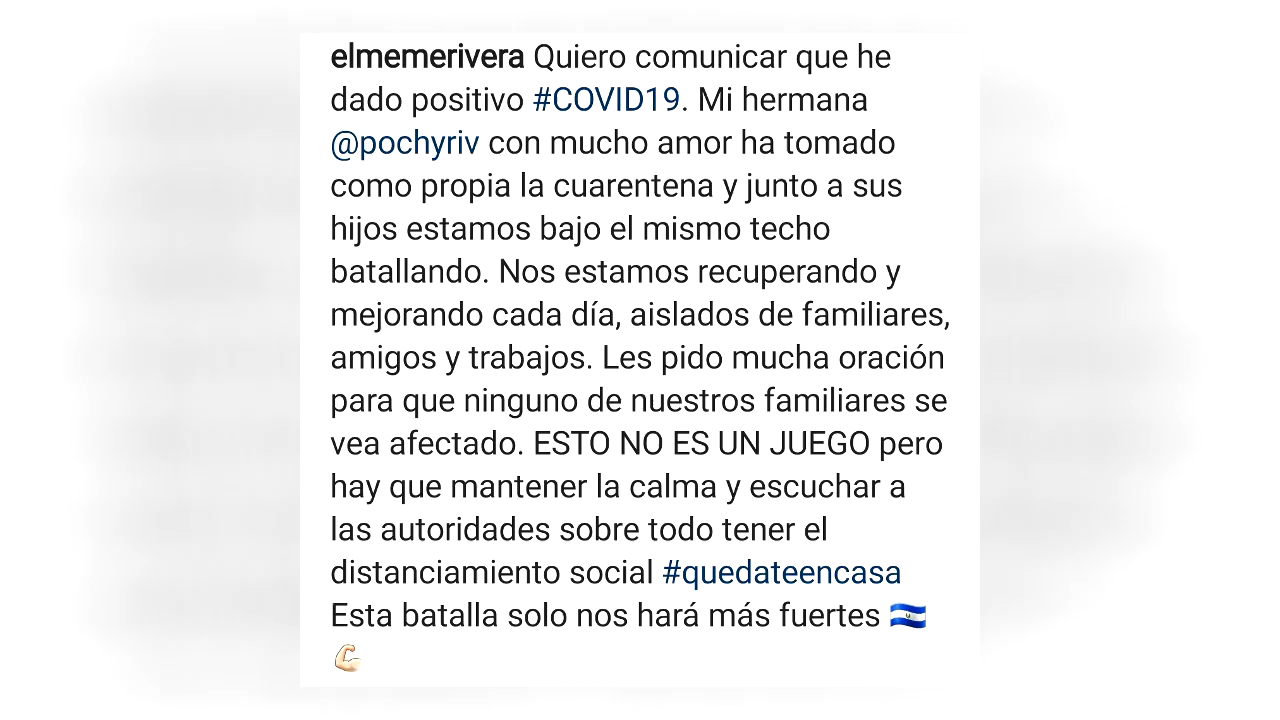 elmemerivera Quiero comunicar que he
dado positivo #COVID19. Mi hermana
@pochyriv con mucho amor ha tomado
como propia la cuarentena y junto a sus
hijos estamos bajo el mismo techo
batallando. Nos estamos recuperando y
mejorando cada día, aislados de familiares,
amigos y trabajos. Les pido mucha oración
para que ninguno de nuestros familiares se
vea afectado. ESTO NO ES UN JUEGO pero
hay que mantener la calma y escuchar a
las autoridades sobre todo tener el
distanciamiento social #quedateencasa
Esta batalla solo nos hará más fuertes 🇸🇻
💪🏻